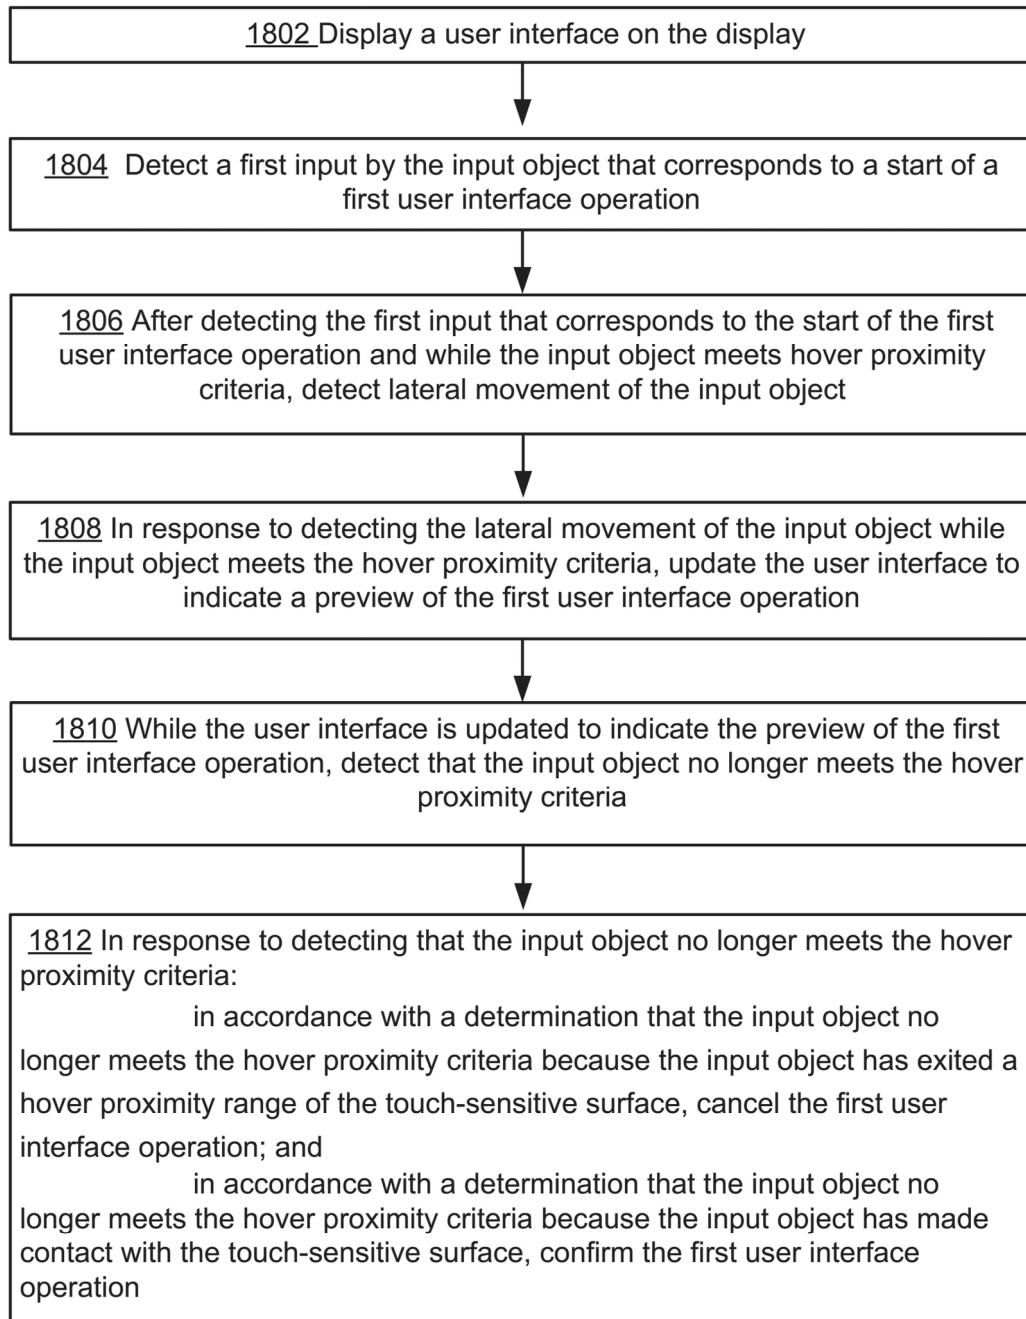 1802 Display a user interface on the display
1804 Detect a first input by the input object that corresponds to a start of a
first user interface operation
1806 After detecting the first input that corresponds to the start of the first
user interface operation and while the input object meets hover proximity
criteria, detect lateral movement of the input object
1808 In response to detecting the lateral movement of the input object while
the input object meets the hover proximity criteria, update the user interface to
indicate a preview of the first user interface operation
1810 While the user interface is updated to indicate the preview of the first
user interface operation, detect that the input object no longer meets the hover
proximity criteria
1812 In response to detecting that the input object no longer meets the hover
proximity criteria:
in accordance with a determination that the input object no
longer meets the hover proximity criteria because the input object has exited a
hover proximity range of the touch-sensitive surface, cancel the first user
interface operation; and
in accordance with a determination that the input object no
longer meets the hover proximity criteria because the input object has made
contact with the touch-sensitive surface, confirm the first user interface
operation